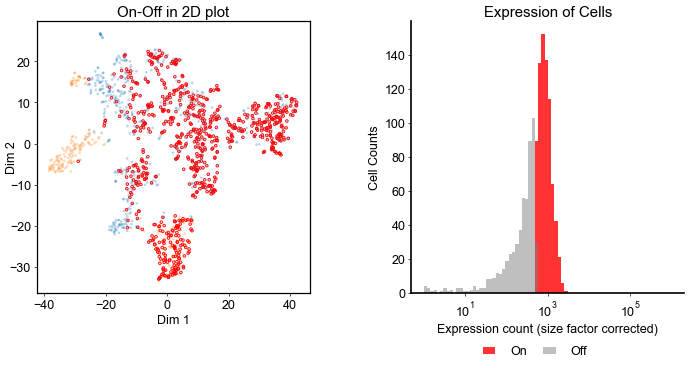 On-Off in 2D plot
Dim 2
20
10
0
−10
−20
−30
−40
−20
0
20
40
Dim 1
Expression of Cells
Cell Counts
140
120
100
80
60
40
20
0
10^1
10^3
10^5
Expression count (size factor corrected)
On
Off